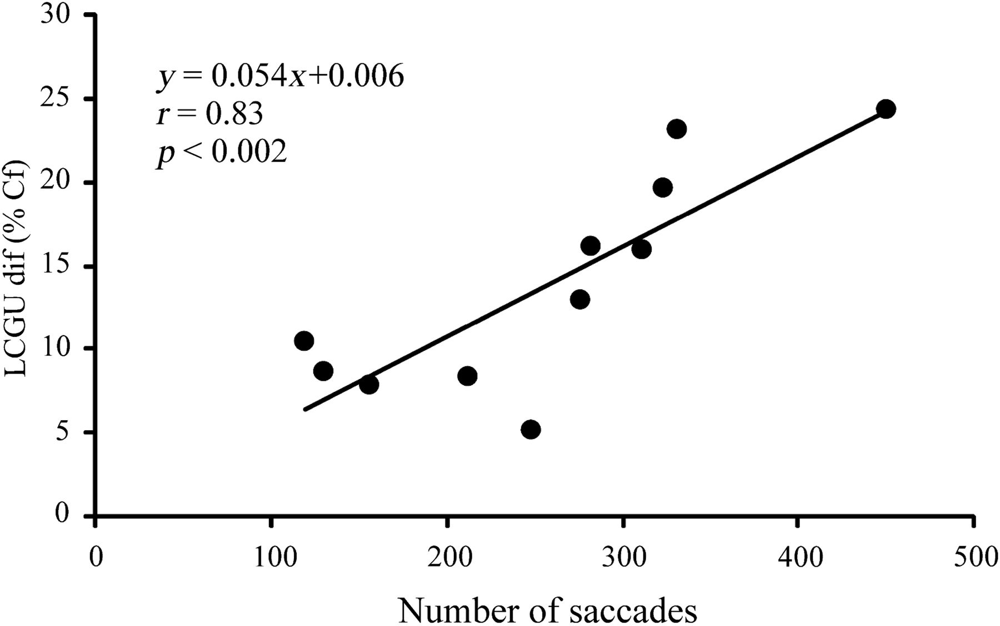 30
25
20
15
10
5
0
LCGU dif (% Cf)
y = 0.054x+0.006
r = 0.83
p < 0.002
0 100 200 300 400 500
Number of saccades